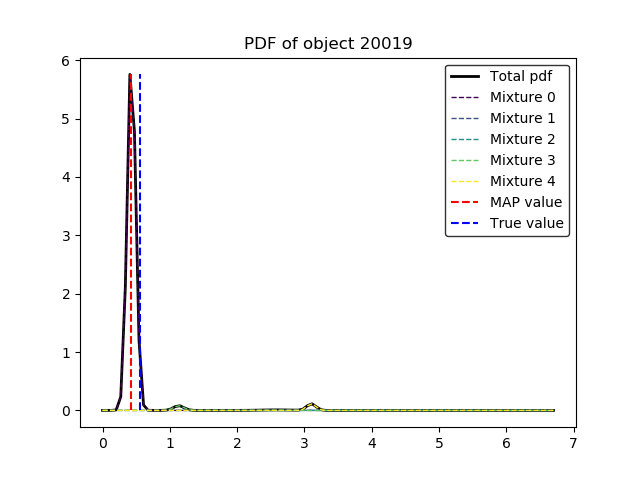 PDF of object 20019
6
5
4
3
2
1
0
0 1 2 3 4 5 6 7
Total pdf
Mixture 0
Mixture 1
Mixture 2
Mixture 3
Mixture 4
MAP value
True value